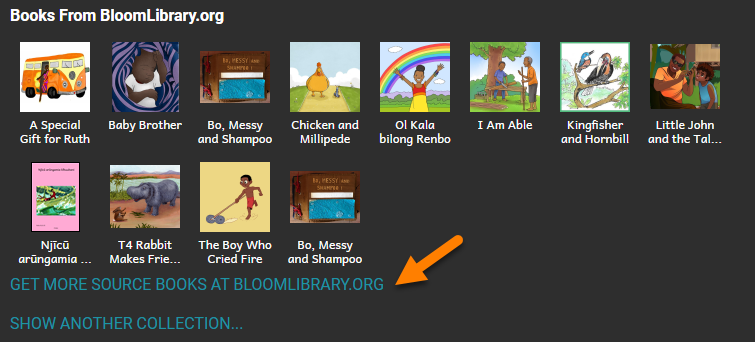 Books From BloomLibrary.org
A Special
Gift for Ruth
Baby Brother
Bo, Messy
and Shampoo
Chicken and
Millipede
Ol Kala
bilong Renbo
I Am Able
Kingfisher
and Hornbill
Little John
and the Tal...
Njĩcũ
arũngamia ...
T4 Rabbit
Makes Frie...
The Boy Who
Cried Fire
Bo, Messy
and Shampoo
GET MORE SOURCE BOOKS AT BLOOMLIBRARY.ORG
SHOW ANOTHER COLLECTION...